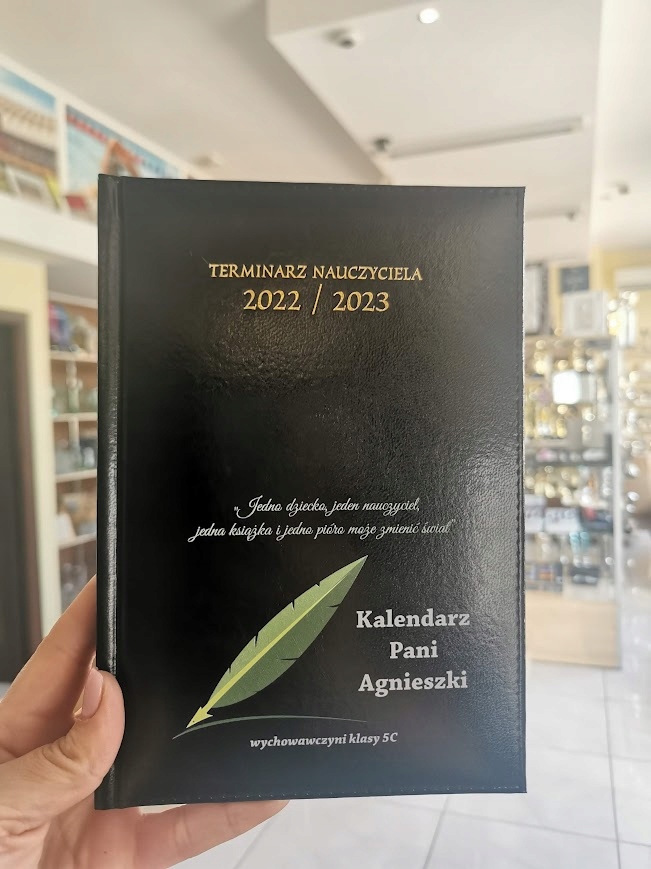 TERMINARZ NAUCZYCIELA
2022 / 2023
„Jedno dziecko, jeden nauczyciel,
jedna książka i jedno pióro może zmienić świat"
Kalendarz
Pani
Agnieszki
wychowawczyni klasy 5C